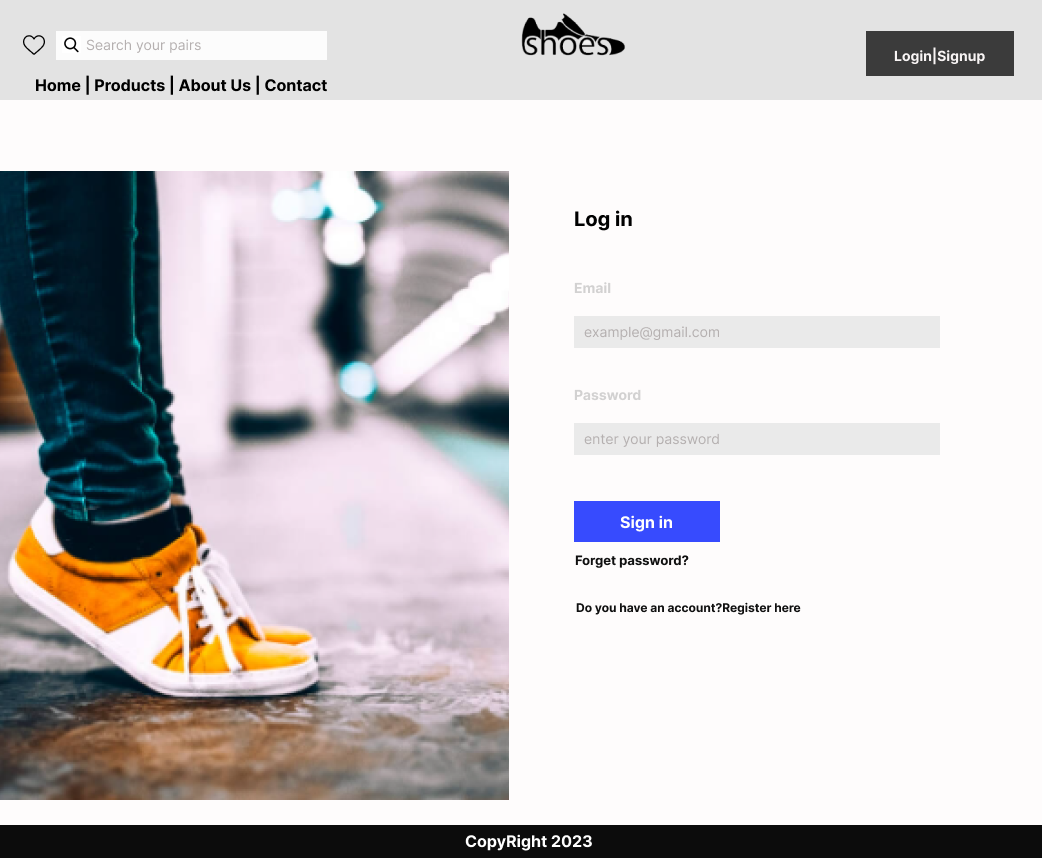 Search your pairs
shoes
Login|Signup
Home | Products | About Us | Contact
Log in
Email
example@gmail.com
Password
enter your password
Sign in
Forget password?
Do you have an account?Register here
CopyRight 2023